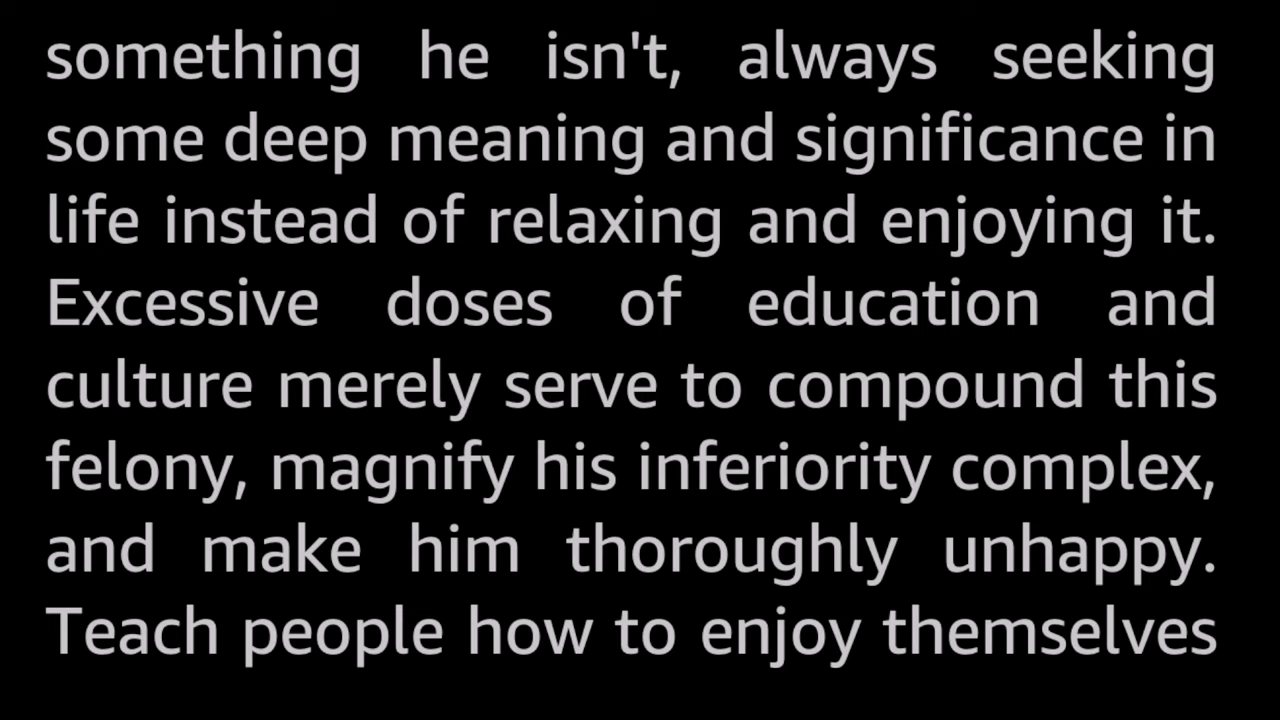 something he isn't, always seeking
some deep meaning and significance in
life instead of relaxing and enjoying it.
Excessive doses of education and
culture merely serve to compound this
felony, magnify his inferiority complex,
and make him thoroughly unhappy.
Teach people how to enjoy themselves